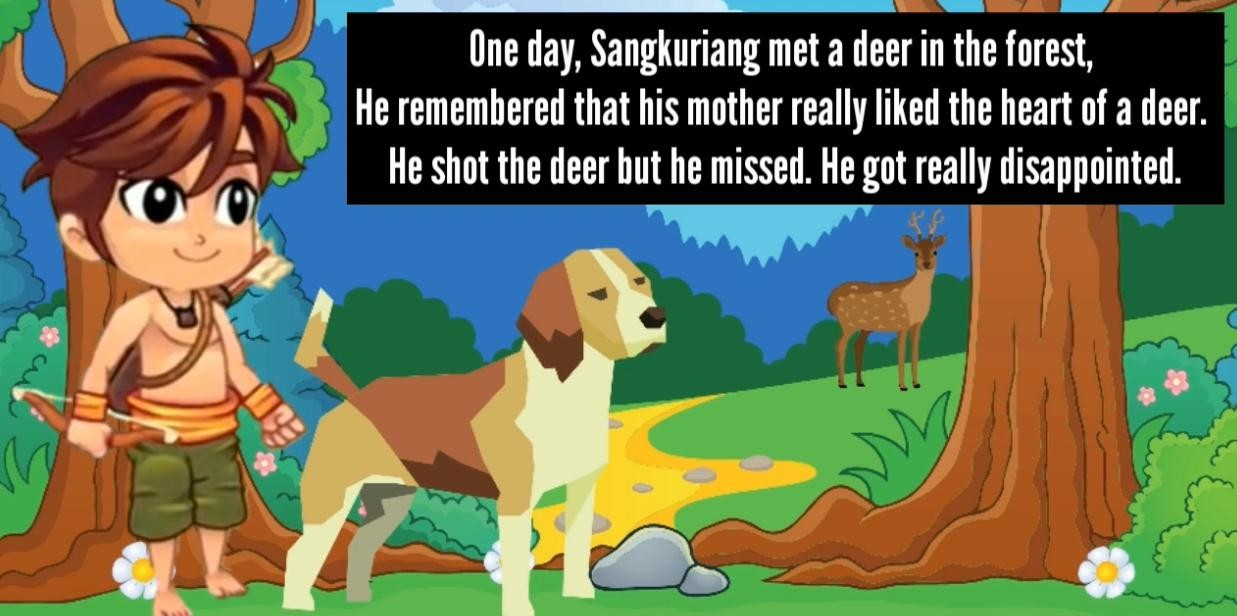 One day, Sangkuriang met a deer in the forest,
He remembered that his mother really liked the heart of a deer.
He shot the deer but he missed. He got really disappointed.